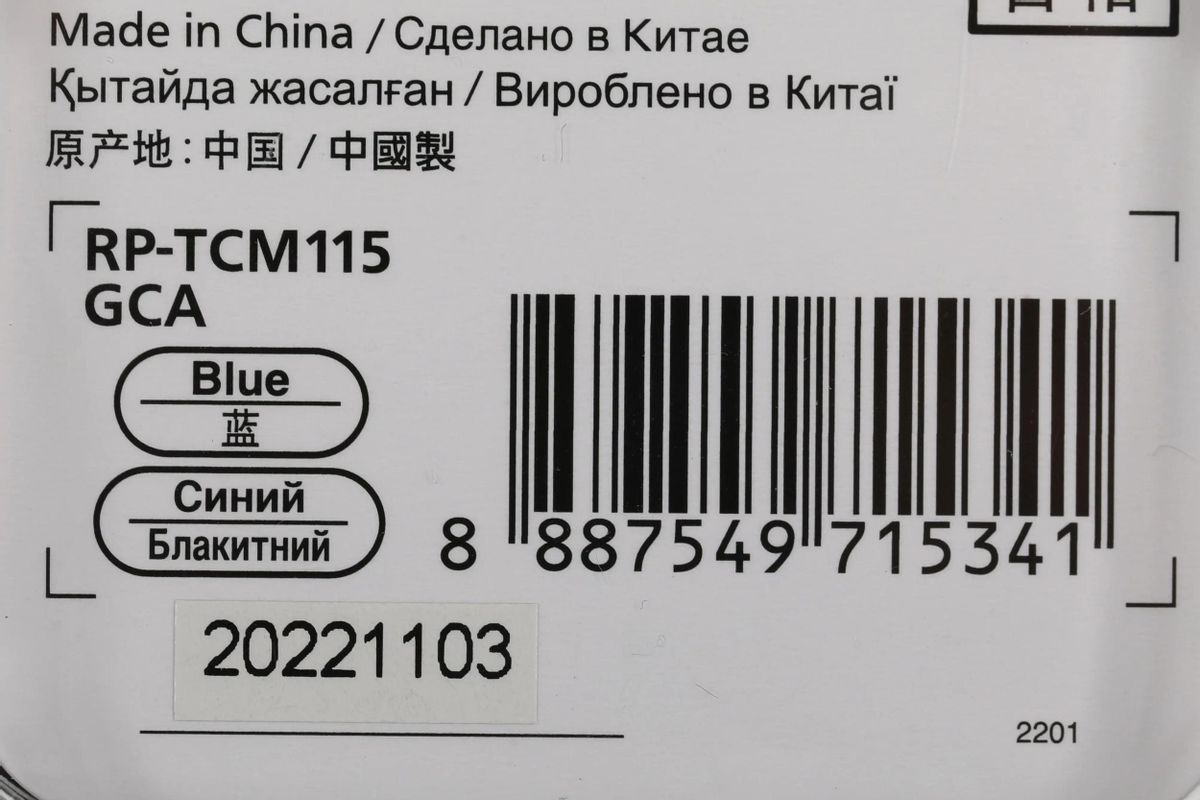 Made in China / Сделано в Китае
Қытайда жасалған / Вироблено в Китаї
原产地: 中国 / 中國製
RP-TCM115
GCA
Blue
蓝
Синий
Блакитний
8 887549 715341
20221103
2201